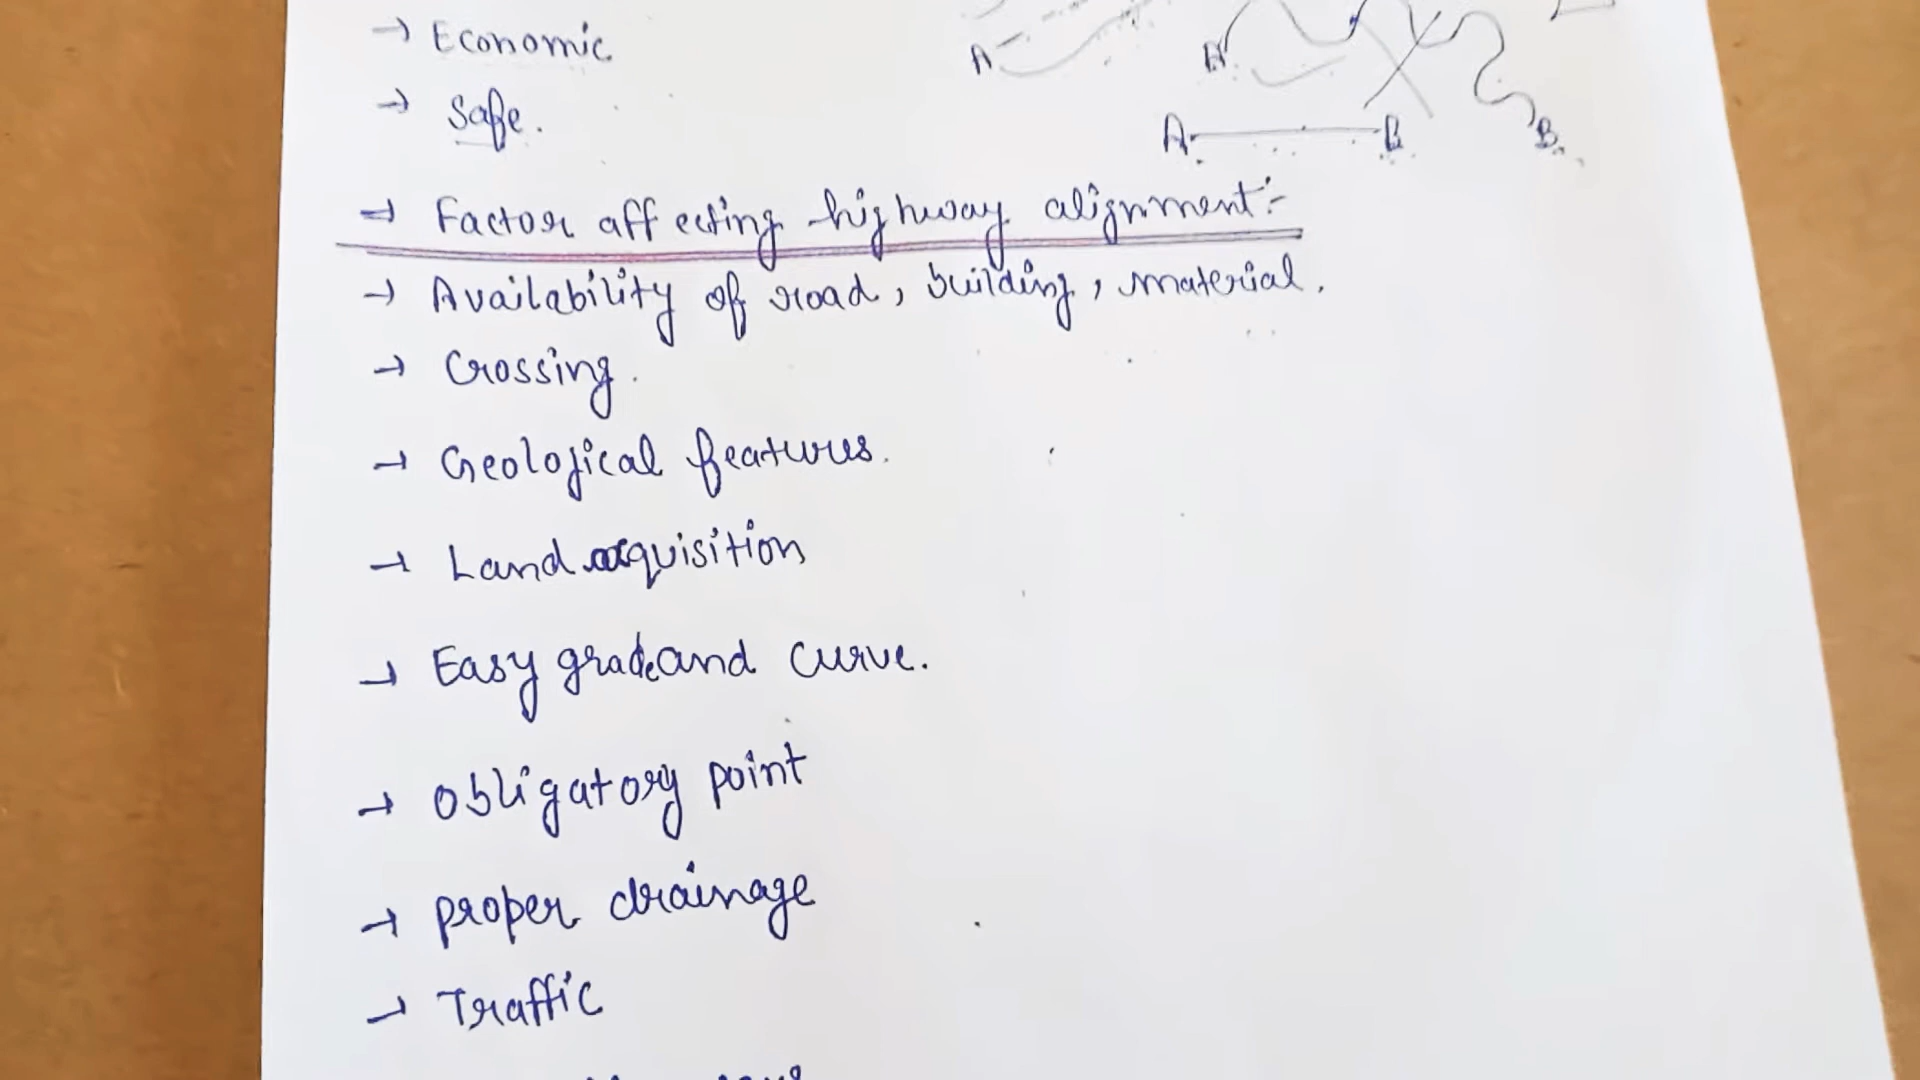 → Economic
A
A
→ Safe.
A B
B
→ Factor affecting highway alignment:-
→ Availability of road, building, material.
→ Crossing.
→ Geological features.
→ Land acquisition
→ Easy grade and curve.
→ Obligatory point
→ proper drainage
→ Traffic